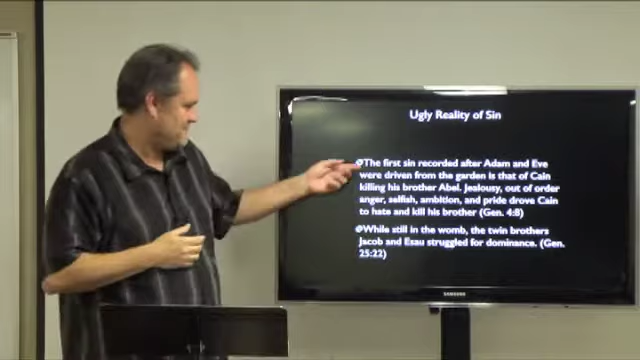 Ugly Reality of Sin
The first sin recorded after Adam and Eve
were driven from the garden is that of Cain
killing his brother Abel. Jealousy, out of order
anger, selfish, ambition, and pride drove Cain
to hate and kill his brother (Gen. 4:8)
While still in the womb, the twin brothers
Jacob and Esau struggled for dominance. (Gen.
25:22)
SAMSUNG